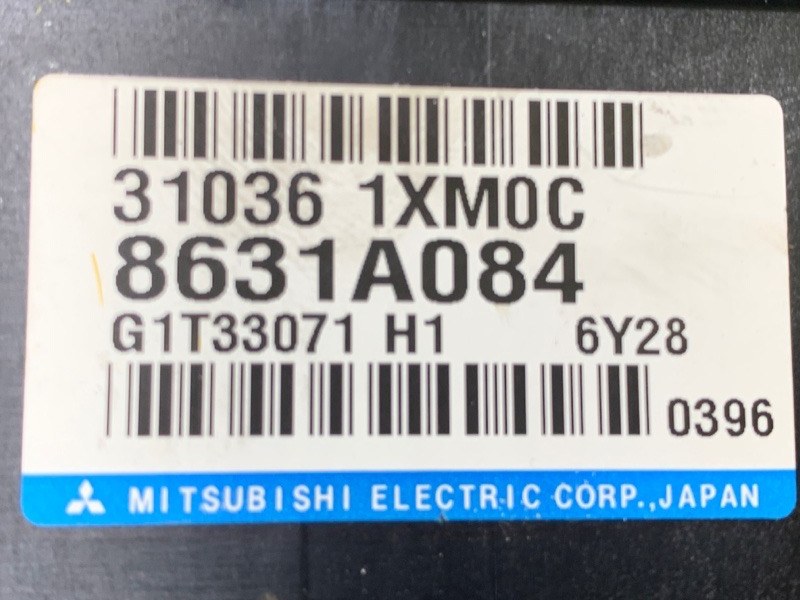 31036 1XM0C
8631A084
G1T33071 H1 6Y28
0396
MITSUBISHI ELECTRIC CORP.,JAPAN